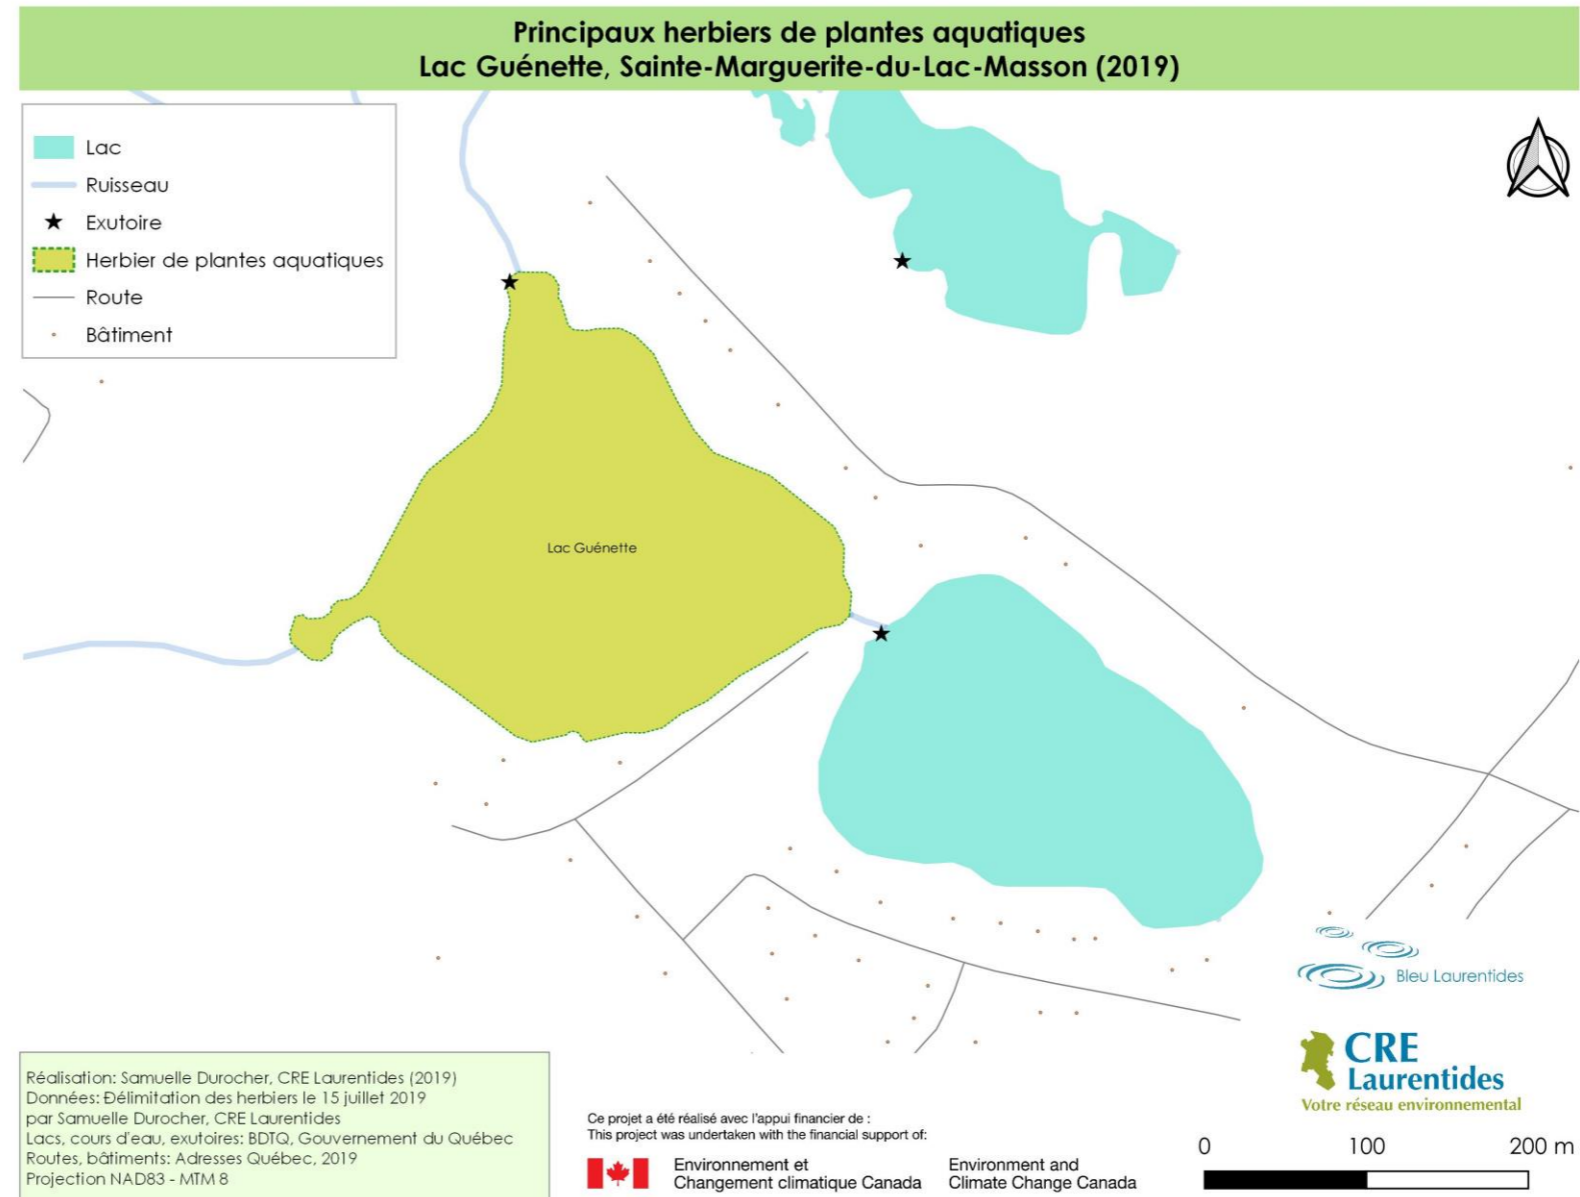 Principaux herbiers de plantes aquatiques
Lac Guénette, Sainte-Marguerite-du-Lac-Masson (2019)
Lac
Ruisseau
Exutoire
Herbier de plantes aquatiques
Route
Bâtiment
Lac Guénette
Bleu Laurentides
CRE
Laurentides
Votre réseau environnemental
Réalisation: Samuelle Durocher, CRE Laurentides (2019)
Données: Délimitation des herbiers le 15 juillet 2019
par Samuelle Durocher, CRE Laurentides
Lacs, cours d'eau, exutoires: BDTQ, Gouvernement du Québec
Routes, bâtiments: Adresses Québec, 2019
Projection NAD83 - MTM 8
Ce projet a été réalisé avec l'appui financier de :
This project was undertaken with the financial support of:
Environnement et
Changement climatique Canada
Environment and
Climate Change Canada
0 100 200 m